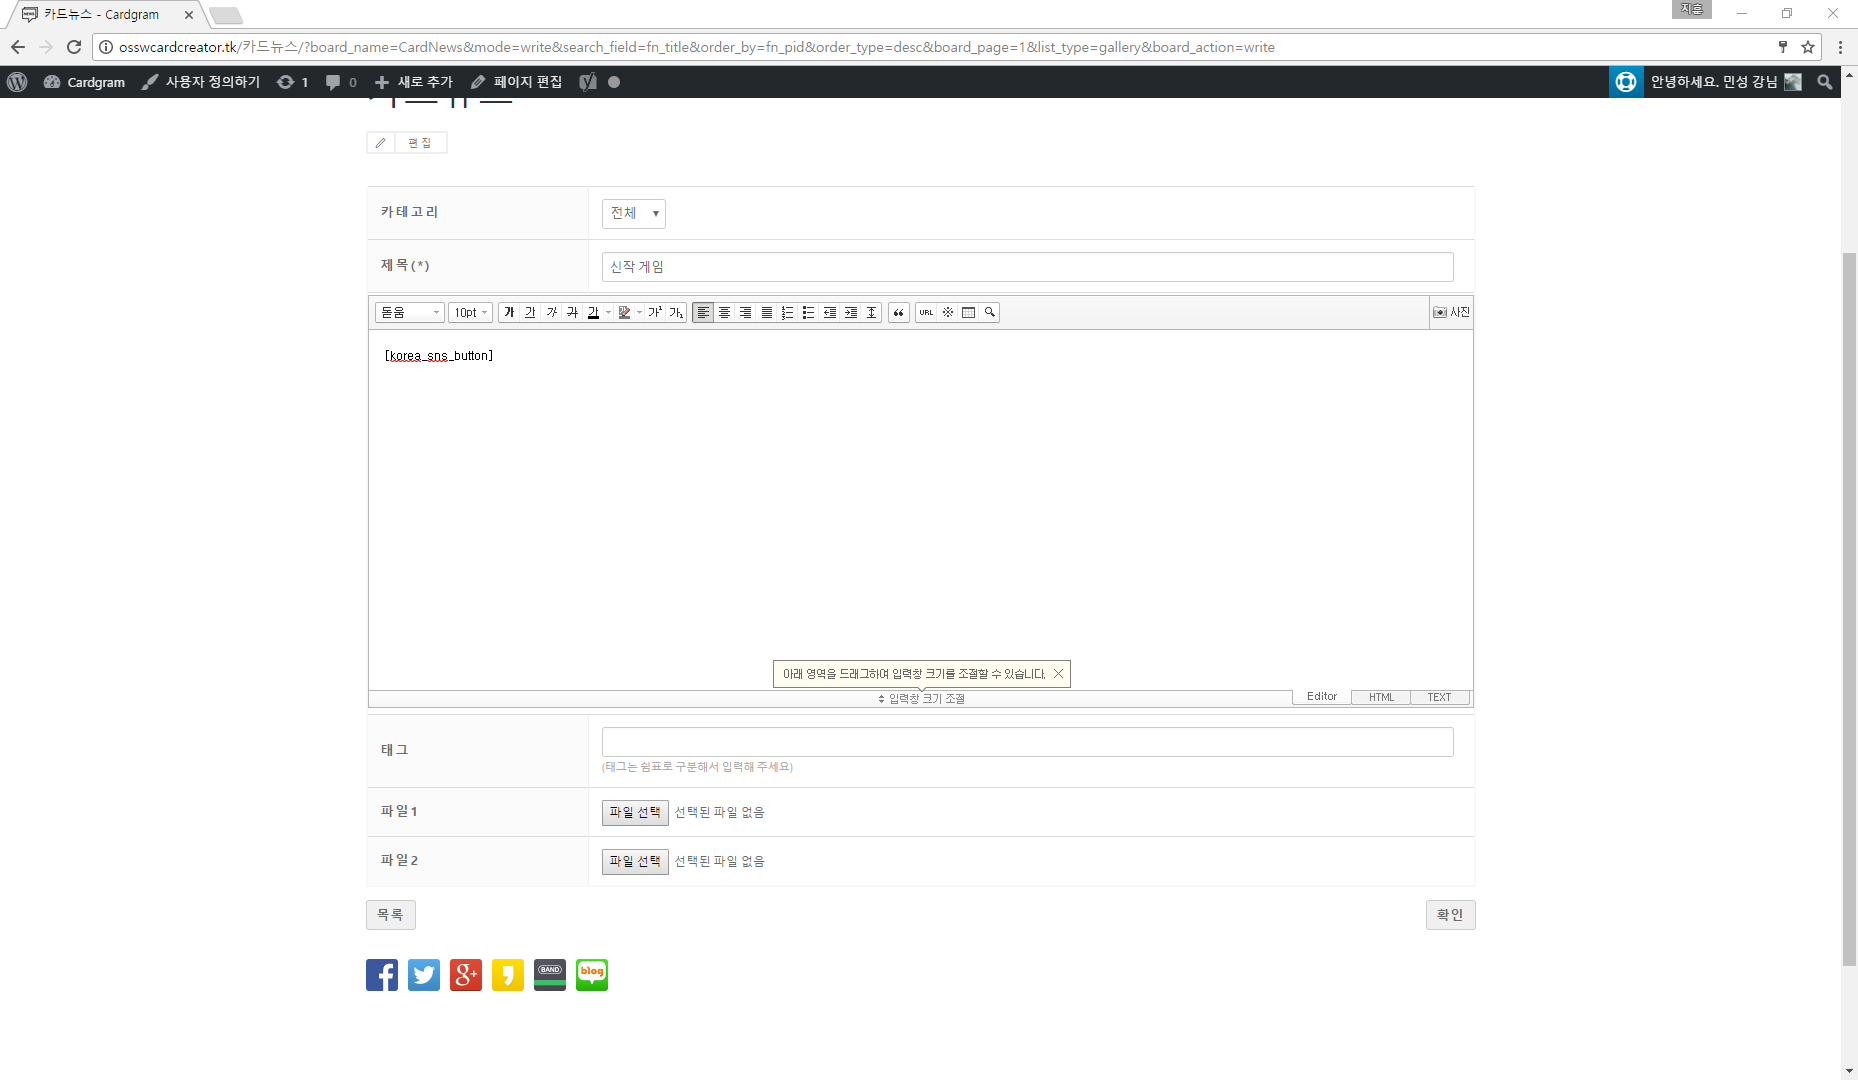 카드뉴스 - Cardgram
지훈
osswcardcreator.tk/카드뉴스/?board_name=CardNews&mode=write&search_field=fn_title&order_by=fn_pid&order_type=desc&board_page=1&list_type=gallery&board_action=write
Cardgram 사용자 정의하기 1 0 새로 추가 페이지 편집 안녕하세요. 민성 강님
카드뉴스
편집
카테고리 전체
제목(*) 신작 게임
돋움 10pt 가 가 가 가 가 가¹ 가₁ URL 사진
[korea_sns_button]
아래 영역을 드래그하여 입력창 크기를 조절할 수 있습니다.
입력창 크기 조절 Editor HTML TEXT
태그
(태그는 쉼표로 구분해서 입력해 주세요)
파일1 파일 선택 선택된 파일 없음
파일2 파일 선택 선택된 파일 없음
목록 확인
BAND blog